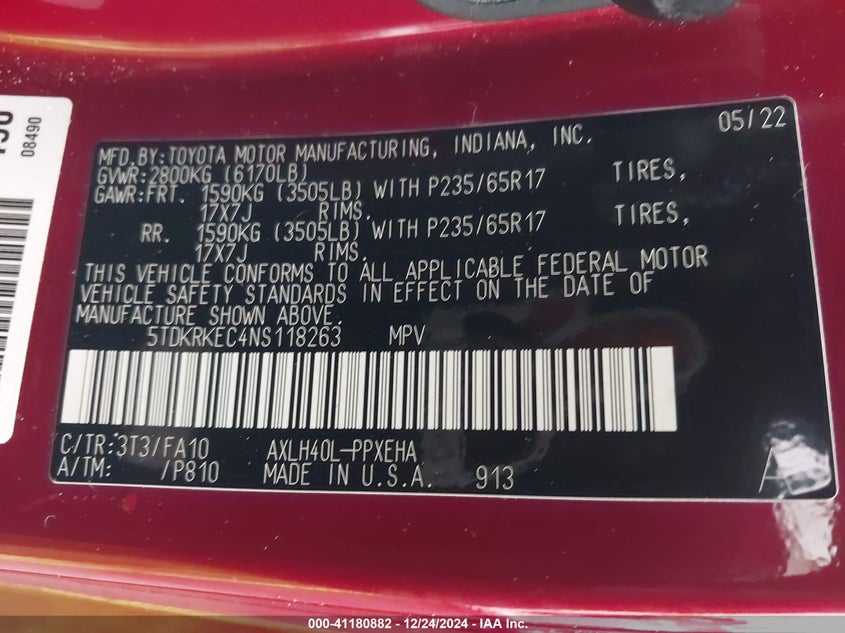 08490
05/22
MFD.BY:TOYOTA MOTOR MANUFACTURING, INDIANA, INC.
GVWR:2800KG (6170LB)
GAWR:FRT. 1590KG (3505LB) WITH P235/65R17 TIRES,
17X7J RIMS.
RR. 1590KG (3505LB) WITH P235/65R17 TIRES,
17X7J RIMS.
THIS VEHICLE CONFORMS TO ALL APPLICABLE FEDERAL MOTOR
VEHICLE SAFETY STANDARDS IN EFFECT ON THE DATE OF
MANUFACTURE SHOWN ABOVE.
5TDKRKEC4NS118263 MPV
C/TR:3T3/FA10 AXLH40L-PPXEHA
A/TM: /P810 MADE IN U.S.A. 913
A
000-41180882 - 12/24/2024 - IAA Inc.